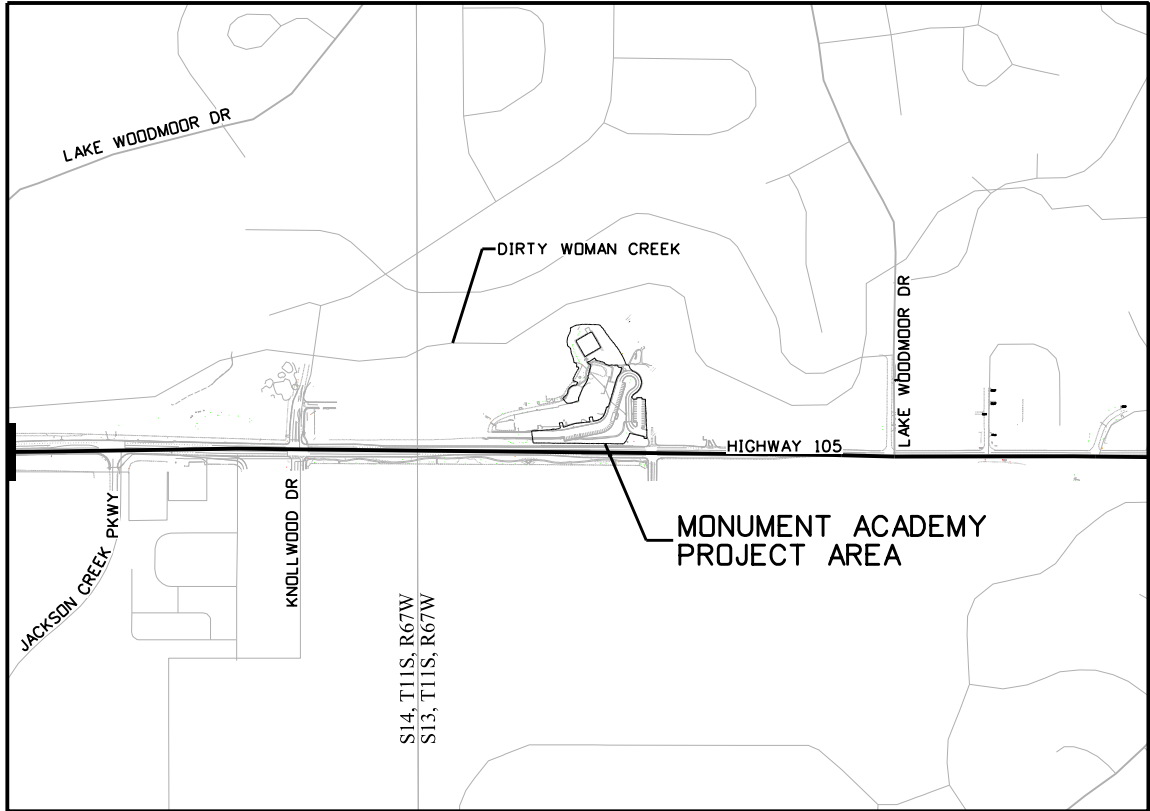 LAKE WOODMOOR DR
DIRTY WOMAN CREEK
LAKE WOODMOOR DR
HIGHWAY 105
JACKSON CREEK PKWY
KNOLLWOOD DR
MONUMENT ACADEMY
PROJECT AREA
S14, T11S, R67W
S13, T11S, R67W